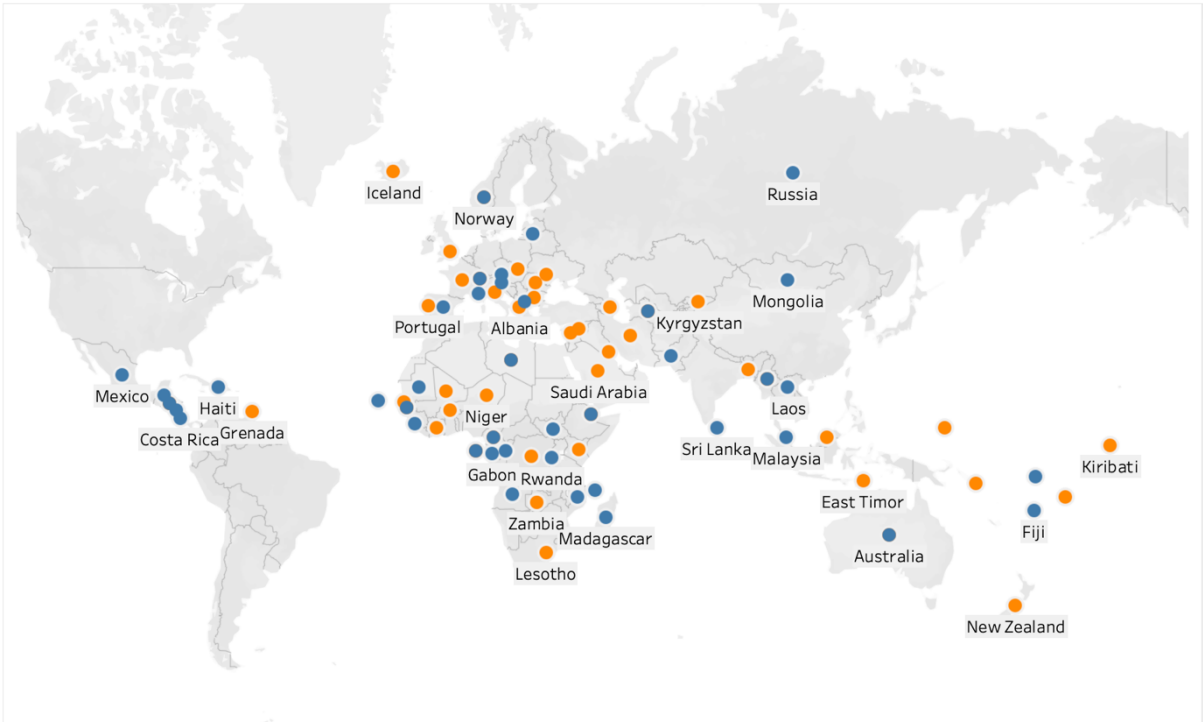 Iceland
Russia
Norway
Mongolia
Kyrgyzstan
Portugal
Albania
Mexico
Saudi Arabia
Haiti
Laos
Niger
Costa Rica
Grenada
Sri Lanka
Malaysia
Kiribati
Gabon
Rwanda
East Timor
Zambia
Fiji
Madagascar
Australia
Lesotho
New Zealand